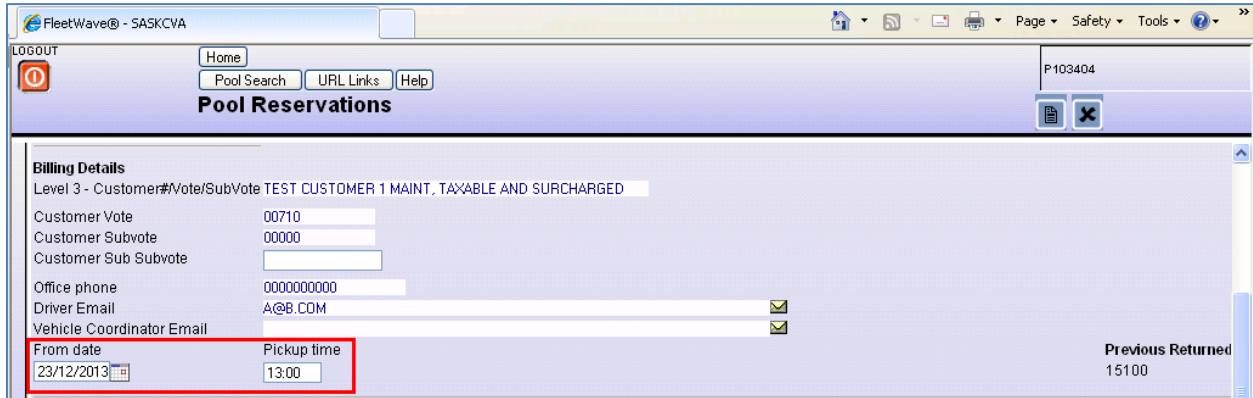 FleetWave® - SASKCVA
Page Safety Tools »
LOGOUT
Home
P103404
Pool Search URL Links Help
Pool Reservations
Billing Details
Level 3 - Customer#/Vote/SubVote TEST CUSTOMER 1 MAINT, TAXABLE AND SURCHARGED
Customer Vote 00710
Customer Subvote 00000
Customer Sub Subvote
Office phone 0000000000
Driver Email A@B.COM
Vehicle Coordinator Email
From date Pickup time Previous Returned
23/12/2013 13:00 15100